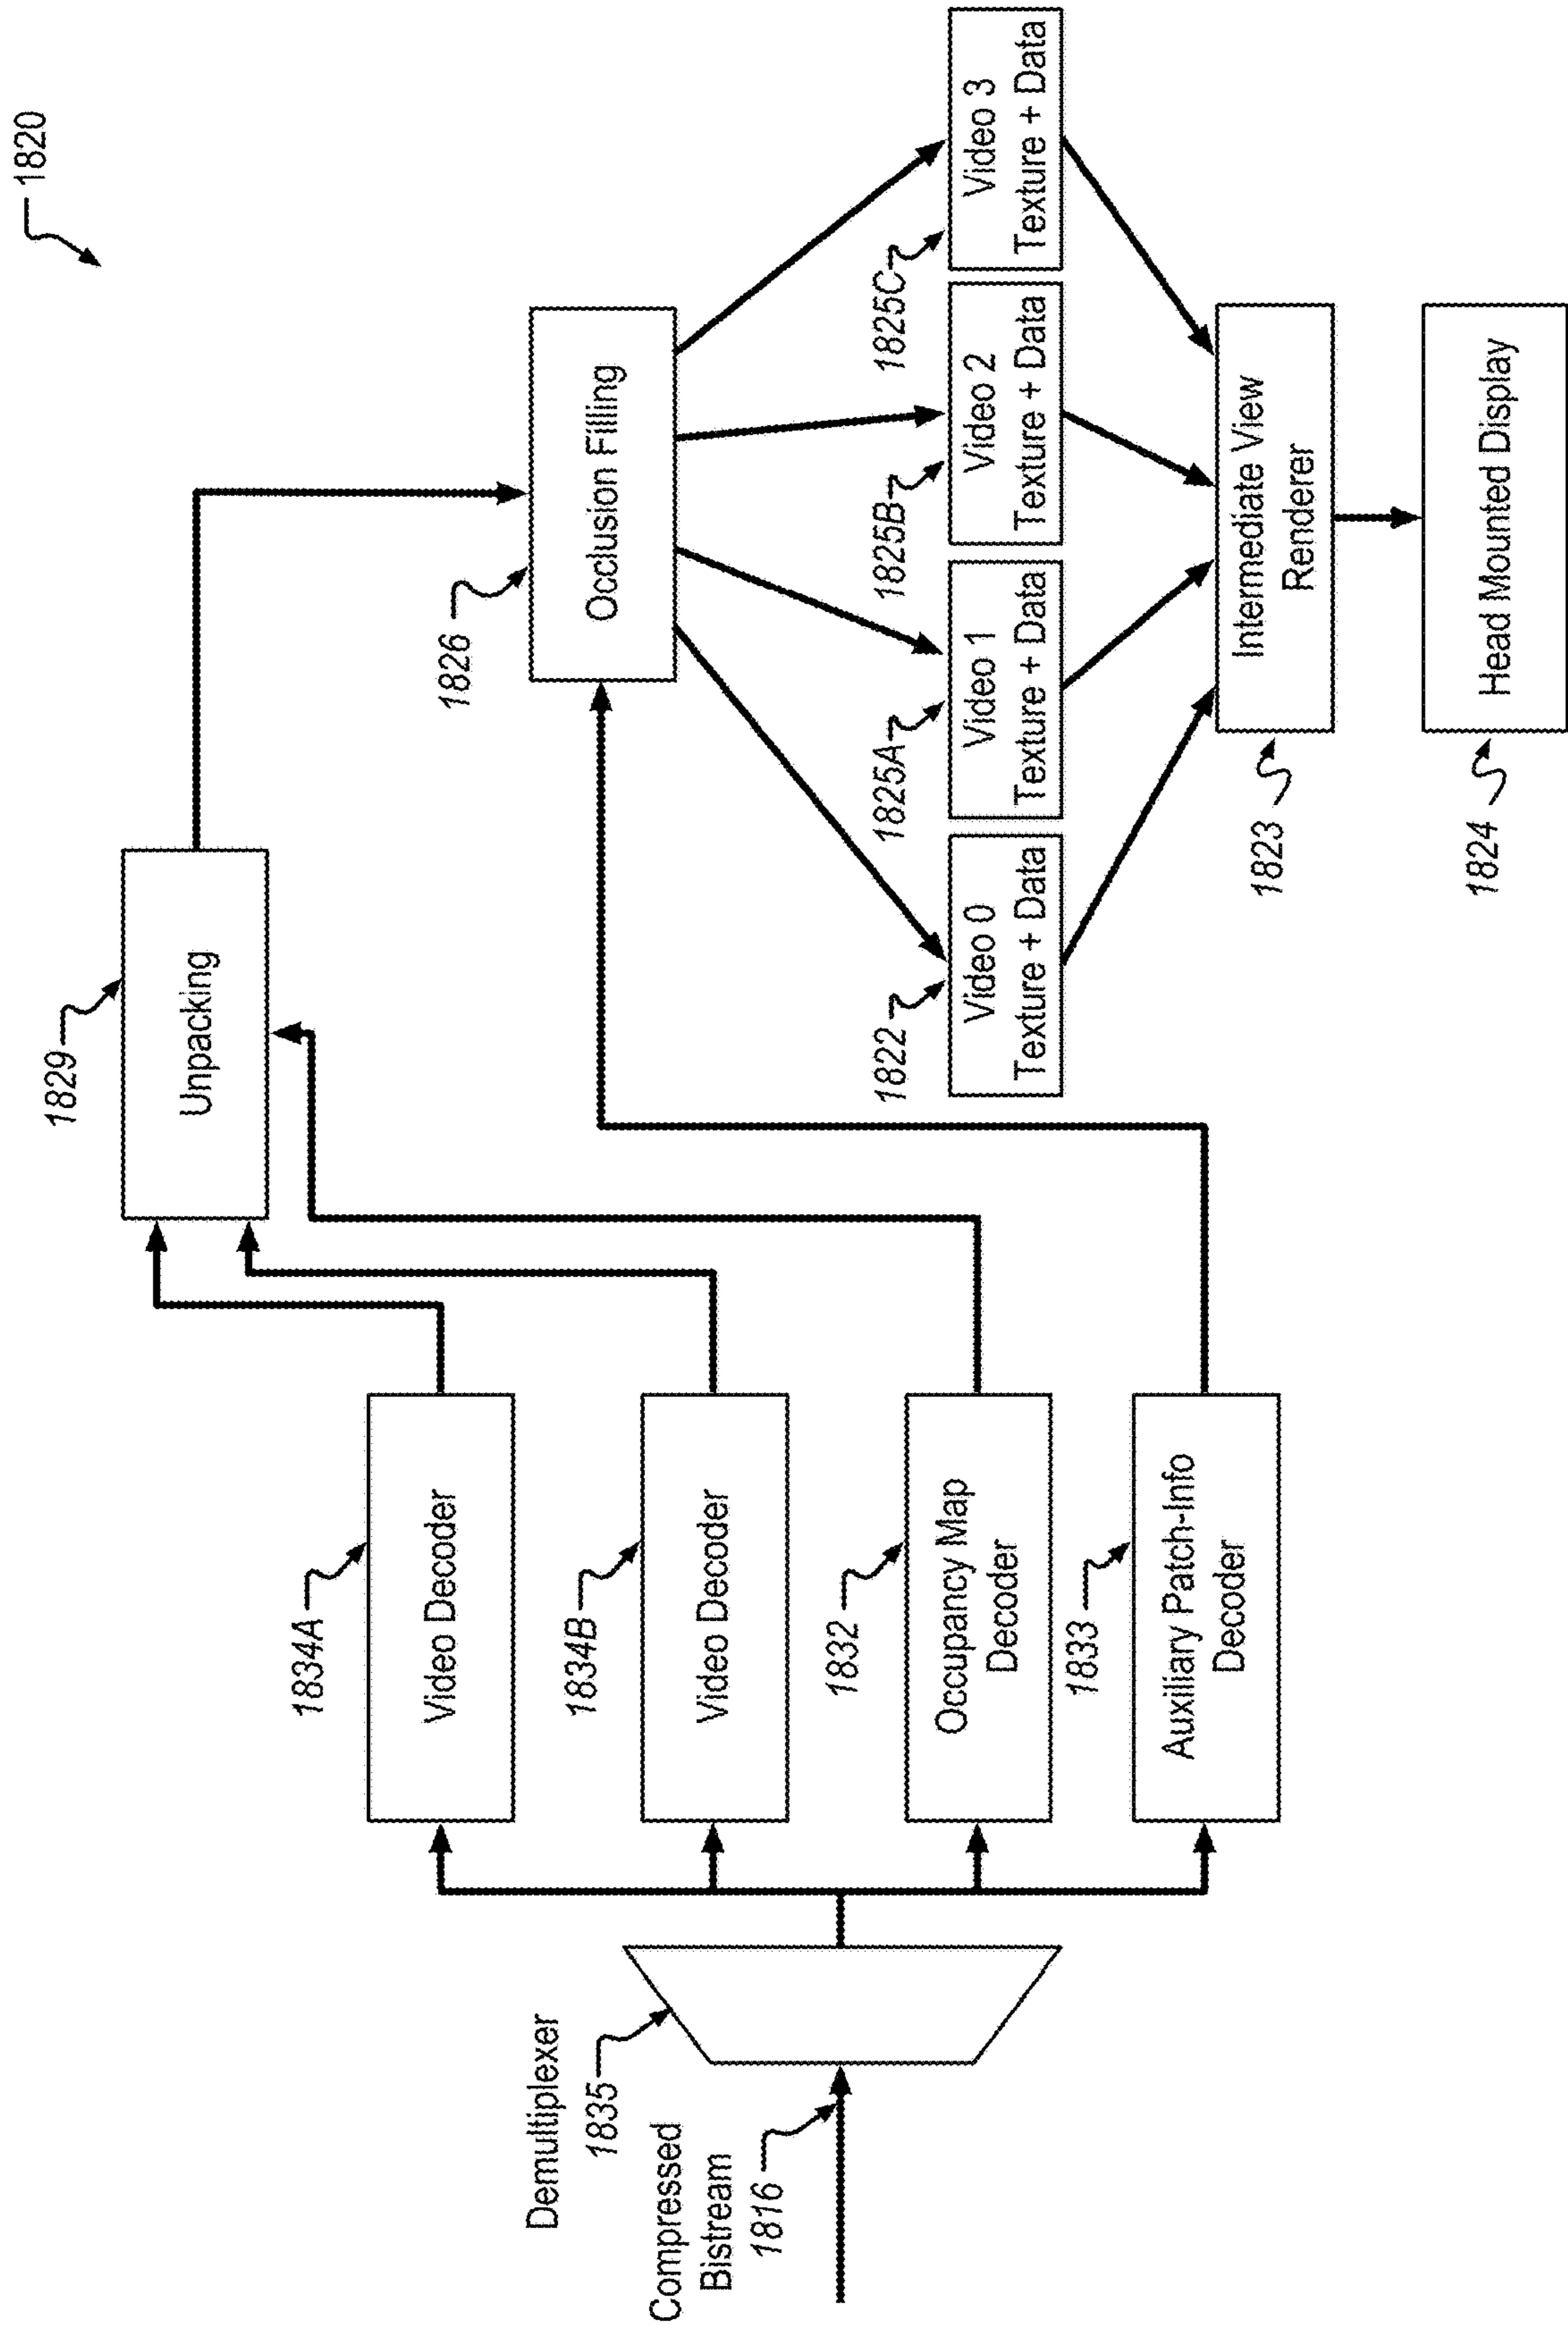 1820
Demultiplexer
1835
Compressed
Bistream
1816
1834A
Video Decoder
1834B
Video Decoder
1832
Occupancy Map
Decoder
1833
Auxiliary Patch-Info
Decoder
1829
Unpacking
1826
Occlusion Filling
1822
Video 0
Texture + Data
1825A
Video 1
Texture + Data
1825B
Video 2
Texture + Data
1825C
Video 3
Texture + Data
1823
Intermediate View
Renderer
1824
Head Mounted Display